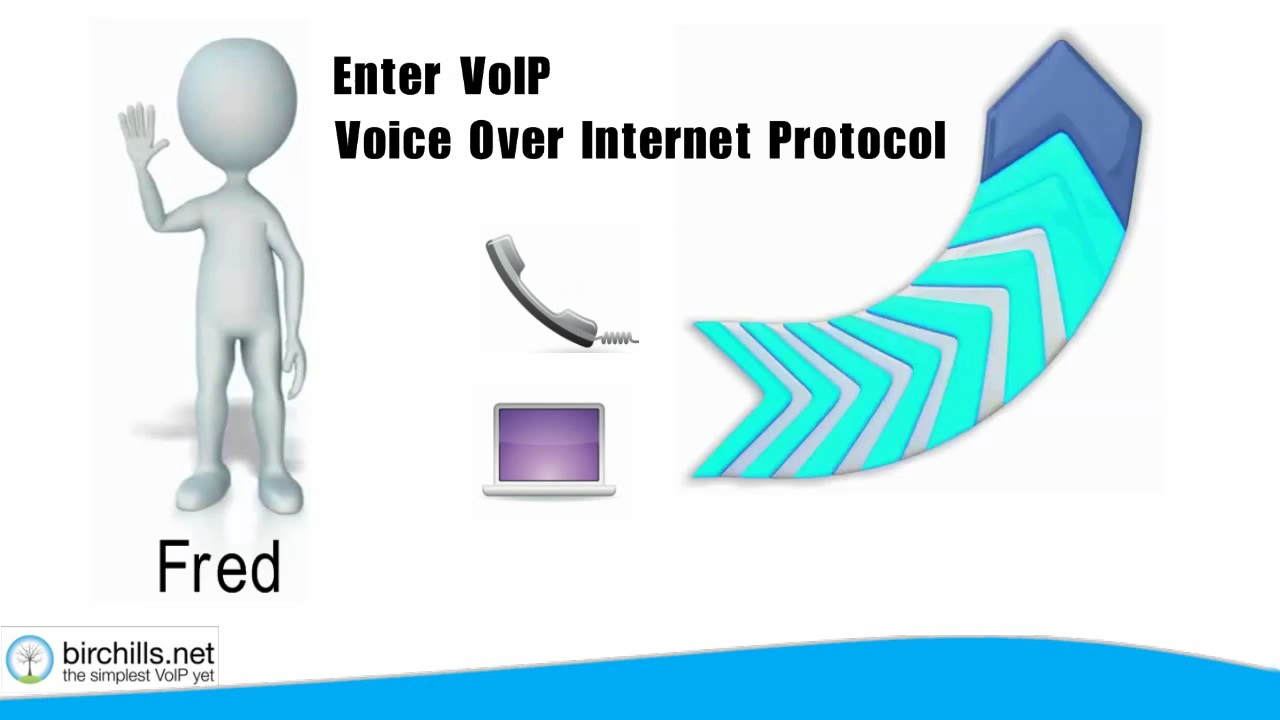 Enter VoIP
Voice Over Internet Protocol
Fred
birchills.net
the simplest VoIP yet